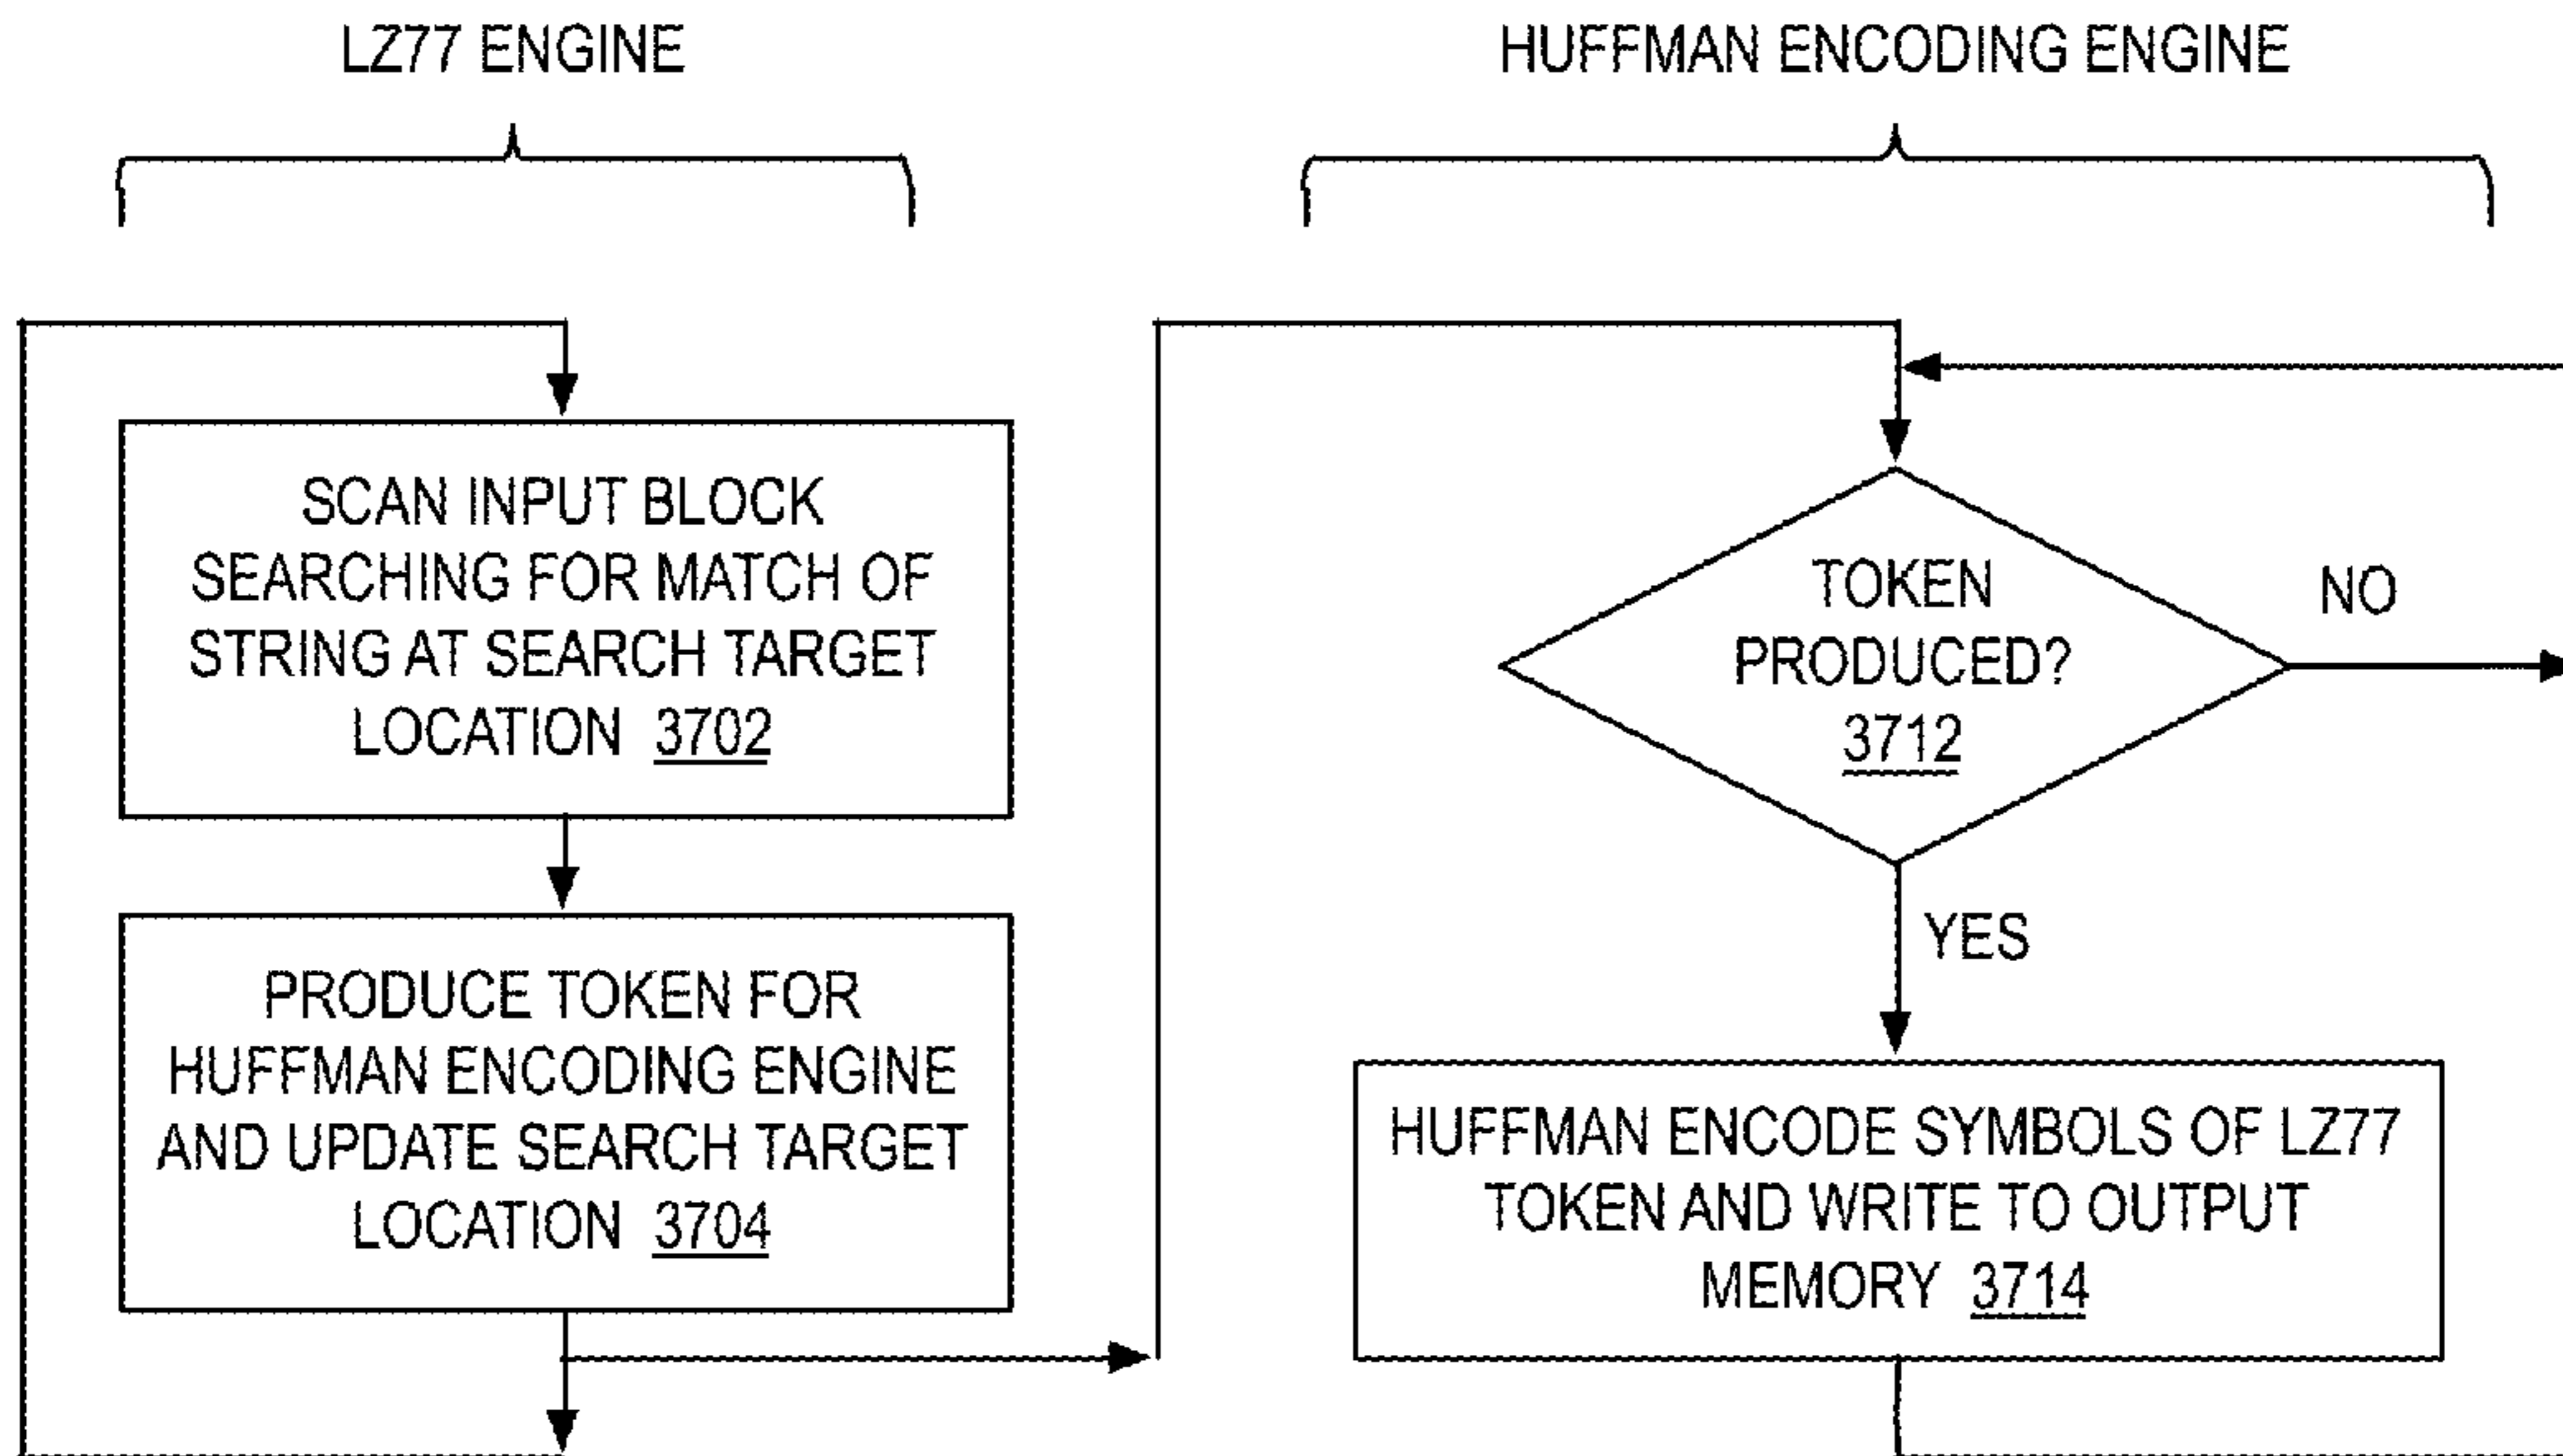 LZ77 ENGINE
SCAN INPUT BLOCK
SEARCHING FOR MATCH OF
STRING AT SEARCH TARGET
LOCATION 3702
PRODUCE TOKEN FOR
HUFFMAN ENCODING ENGINE
AND UPDATE SEARCH TARGET
LOCATION 3704
HUFFMAN ENCODING ENGINE
TOKEN
PRODUCED?
3712
NO
YES
HUFFMAN ENCODE SYMBOLS OF LZ77
TOKEN AND WRITE TO OUTPUT
MEMORY 3714